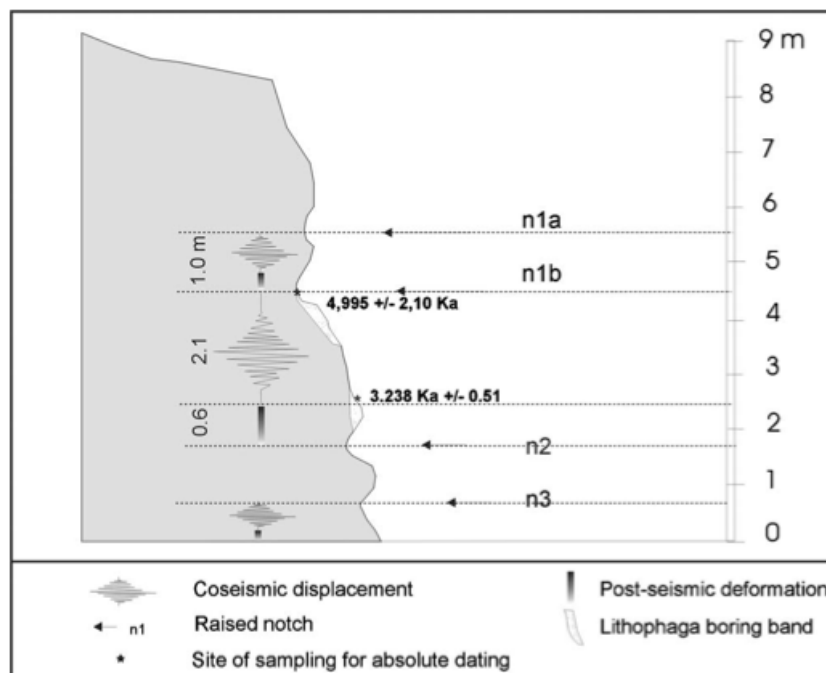 9 m
8
7
6
n1a
1.0 m
5
n1b
4,995 +/- 2,10 Ka
4
2.1
3
3.238 Ka +/- 0.51
0.6
2
n2
1
n3
0
Coseismic displacement
Post-seismic deformation
n1 Raised notch
Lithophaga boring band
* Site of sampling for absolute dating